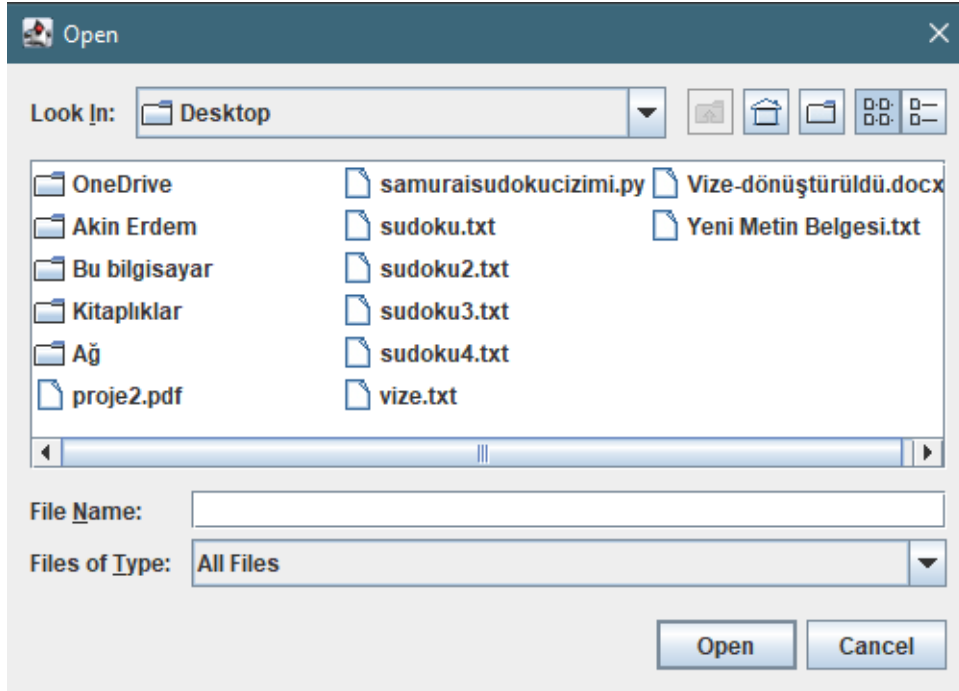 Open
Look In: Desktop
OneDrive
Akin Erdem
Bu bilgisayar
Kitaplıklar
Ağ
proje2.pdf
samuraisudokucizimi.py
sudoku.txt
sudoku2.txt
sudoku3.txt
sudoku4.txt
vize.txt
Vize-dönüştürüldü.docx
Yeni Metin Belgesi.txt
File Name:
Files of Type: All Files
Open Cancel